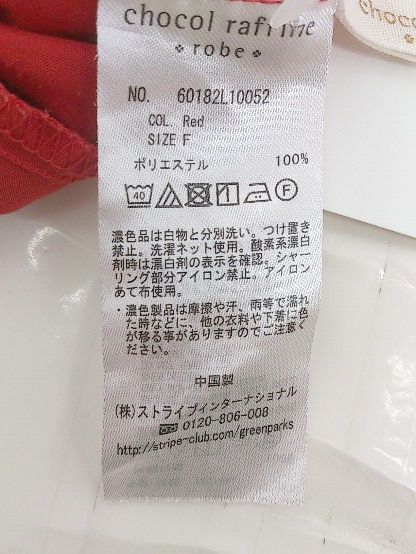 chocol raffine
robe
NO. 60182L10052
COL. Red
SIZE F
ポリエステル 100%
40
F
濃色品は白物と分別洗い。つけ置き
禁止。洗濯ネット使用。酸素系漂白
剤時は漂白剤の表示を確認。シャー
リング部分アイロン禁止。アイロン
あて布使用。
・濃色製品は摩擦や汗、雨等で濡れ
た時などに、他の衣料や下着に色
が移る事がありますのでご注意く
ださい。
中国製
(株)ストライプインターナショナル
0120-806-008
http://stripe-club.com/greenparks